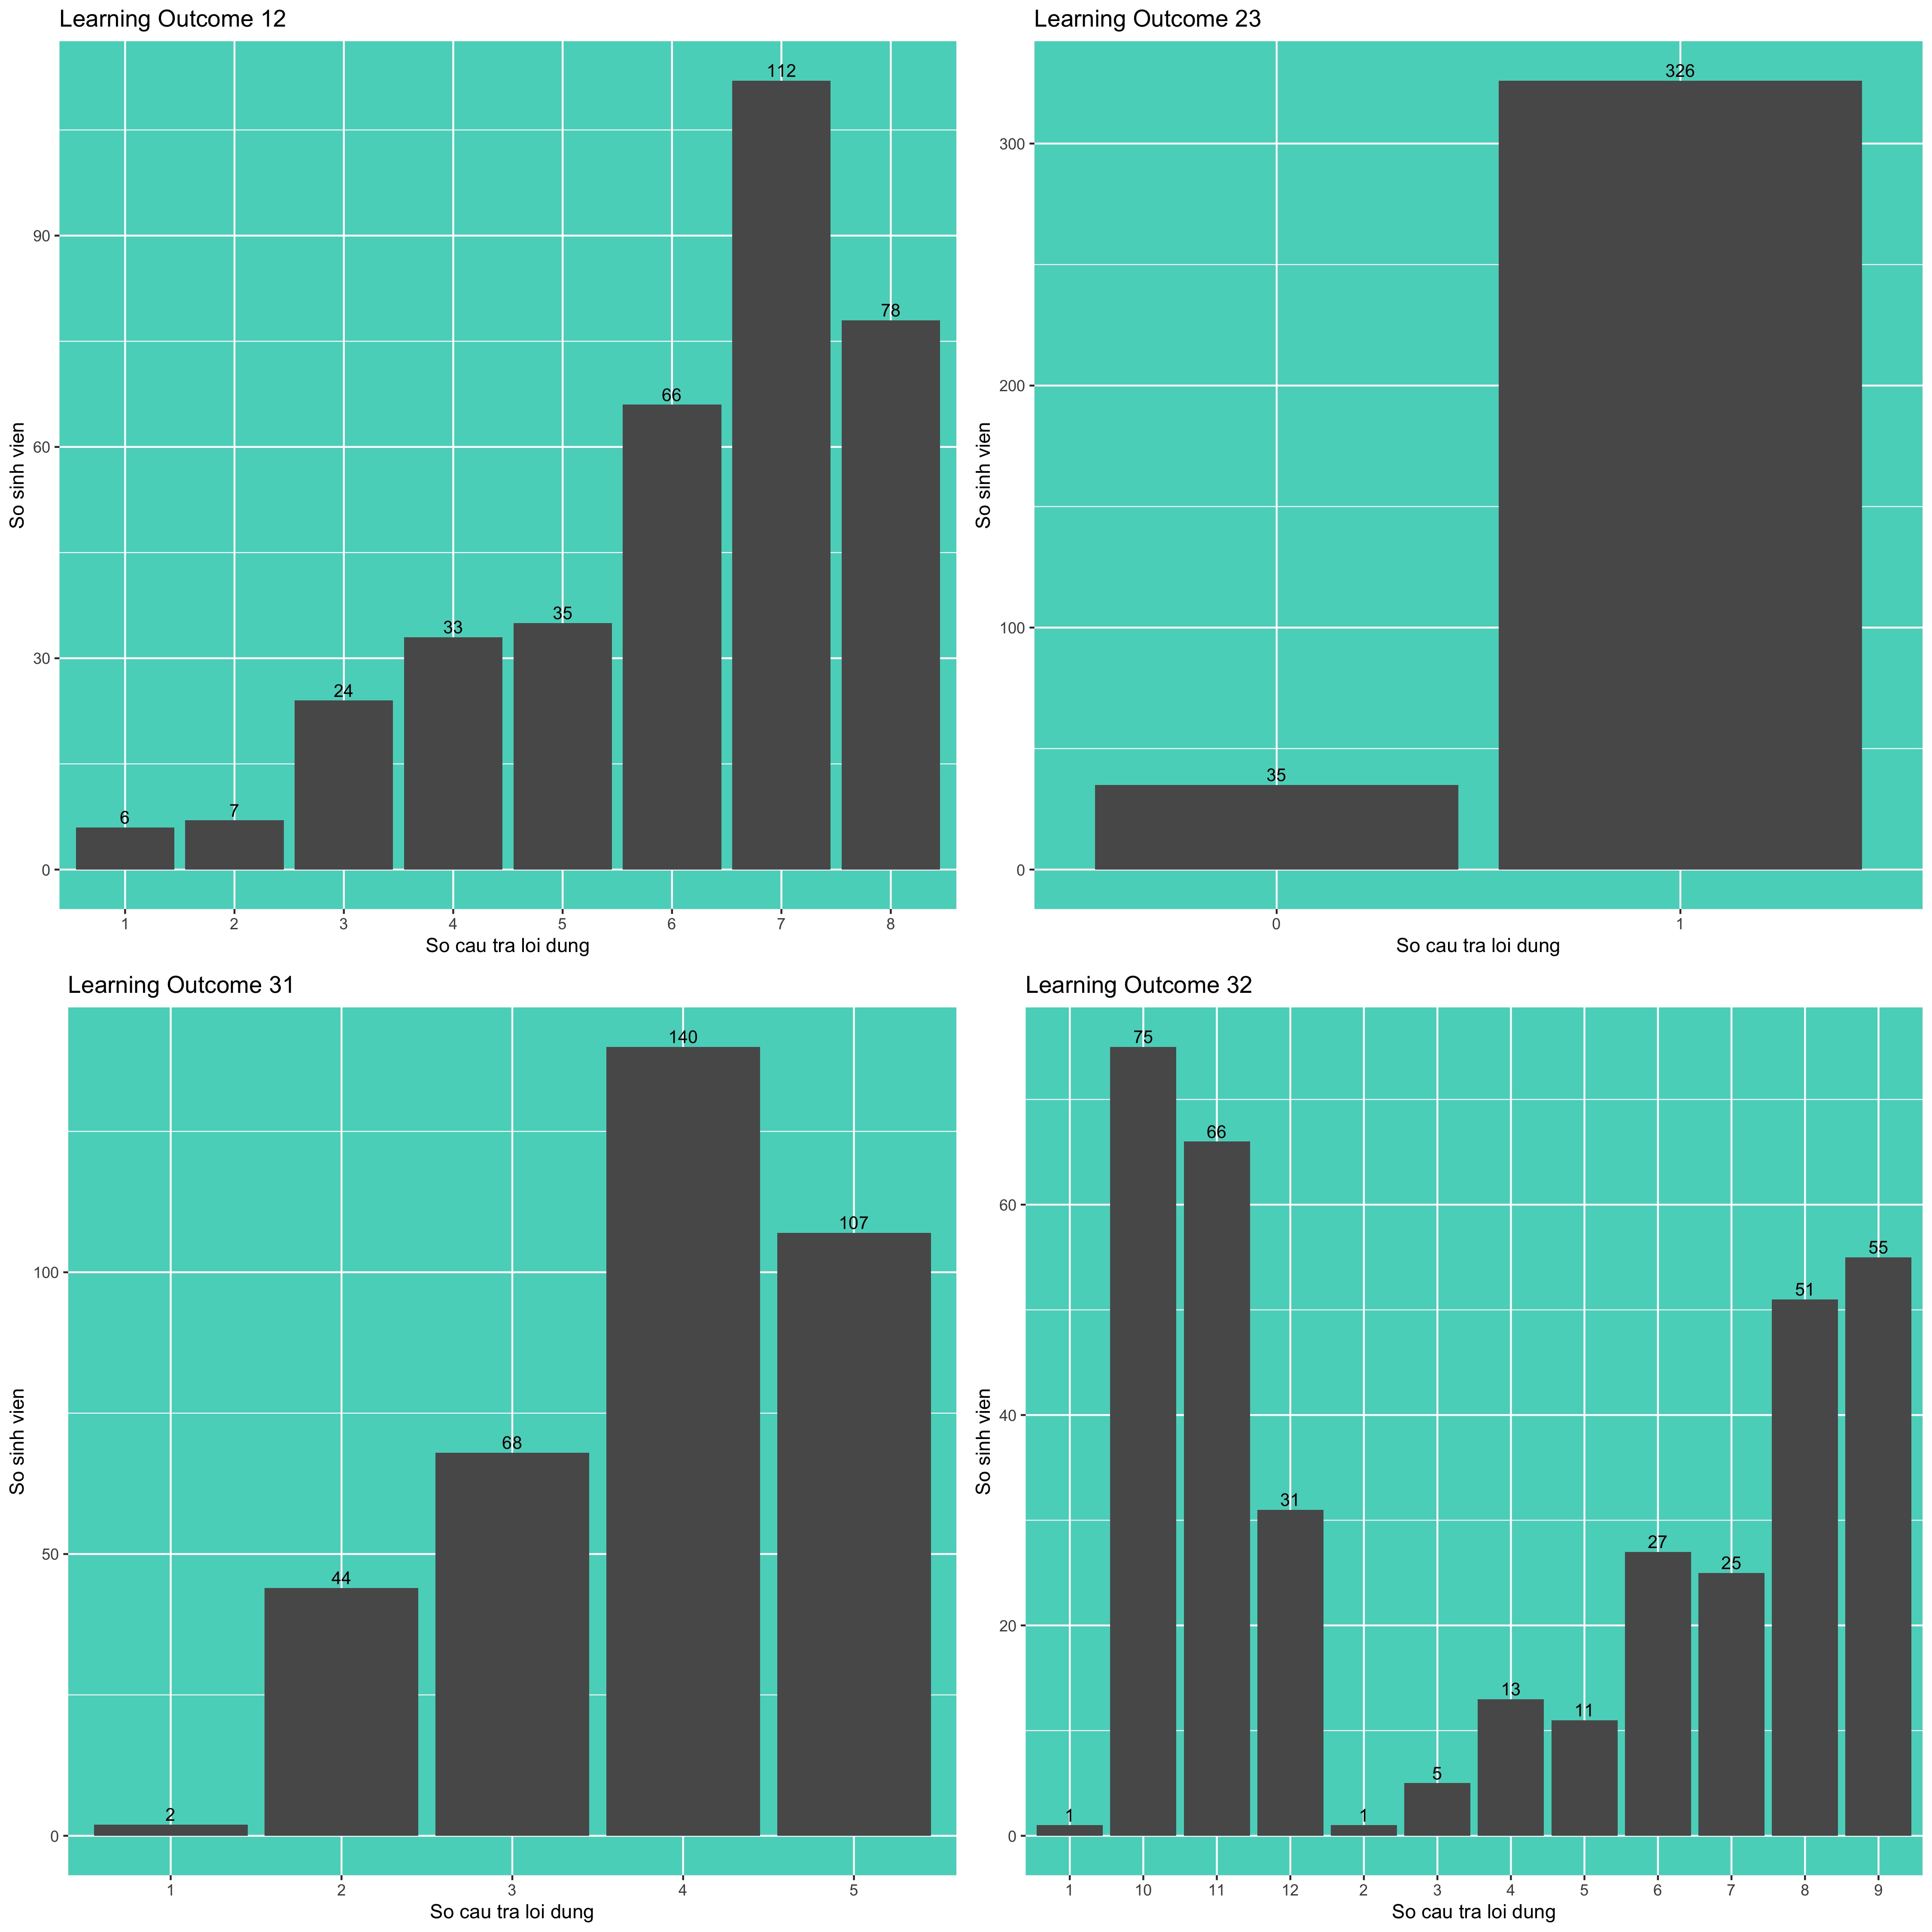 Learning Outcome 12
112
90
78
66
60
So sinh vien
35
33
30
24
7
6
0
1 2 3 4 5 6 7 8
So cau tra loi dung
Learning Outcome 23
326
300
200
So sinh vien
100
35
0
0 1
So cau tra loi dung
Learning Outcome 31
140
107
100
68
So sinh vien
50
44
2
0
1 2 3 4 5
So cau tra loi dung
Learning Outcome 32
75
66
60
55
51
So sinh vien
40
31
27
25
20
13
11
5
1 1
0
1 10 11 12 2 3 4 5 6 7 8 9
So cau tra loi dung